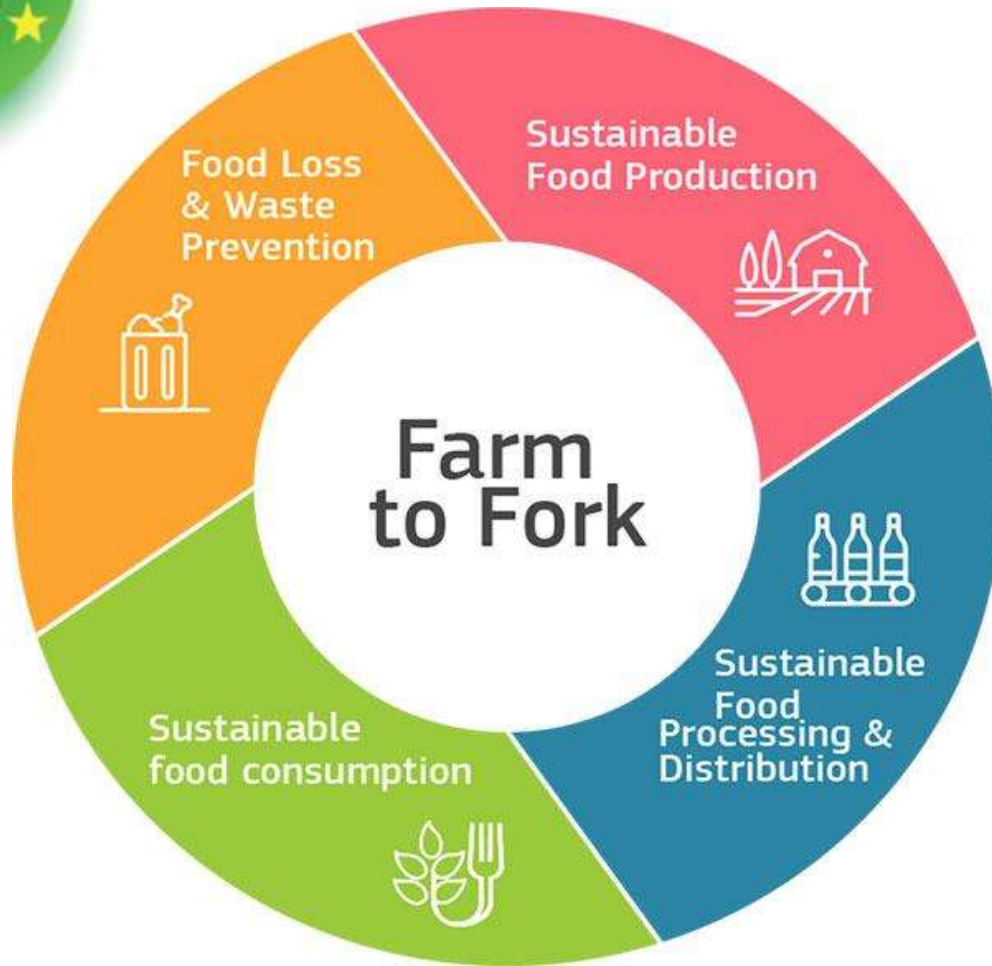 Food Loss
& Waste
Prevention
Sustainable
Food Production
Farm
to Fork
Sustainable
Food
Processing &
Distribution
Sustainable
food consumption